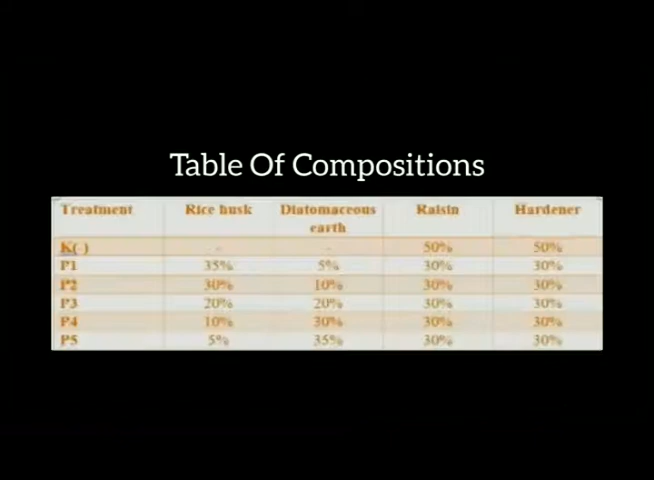 Table Of Compositions
Treatment Rice husk Diatomaceous earth Raisin Hardener
K(-) - - 50% 50%
P1 35% 5% 30% 30%
P2 30% 10% 30% 30%
P3 20% 20% 30% 30%
P4 10% 30% 30% 30%
P5 5% 35% 30% 30%